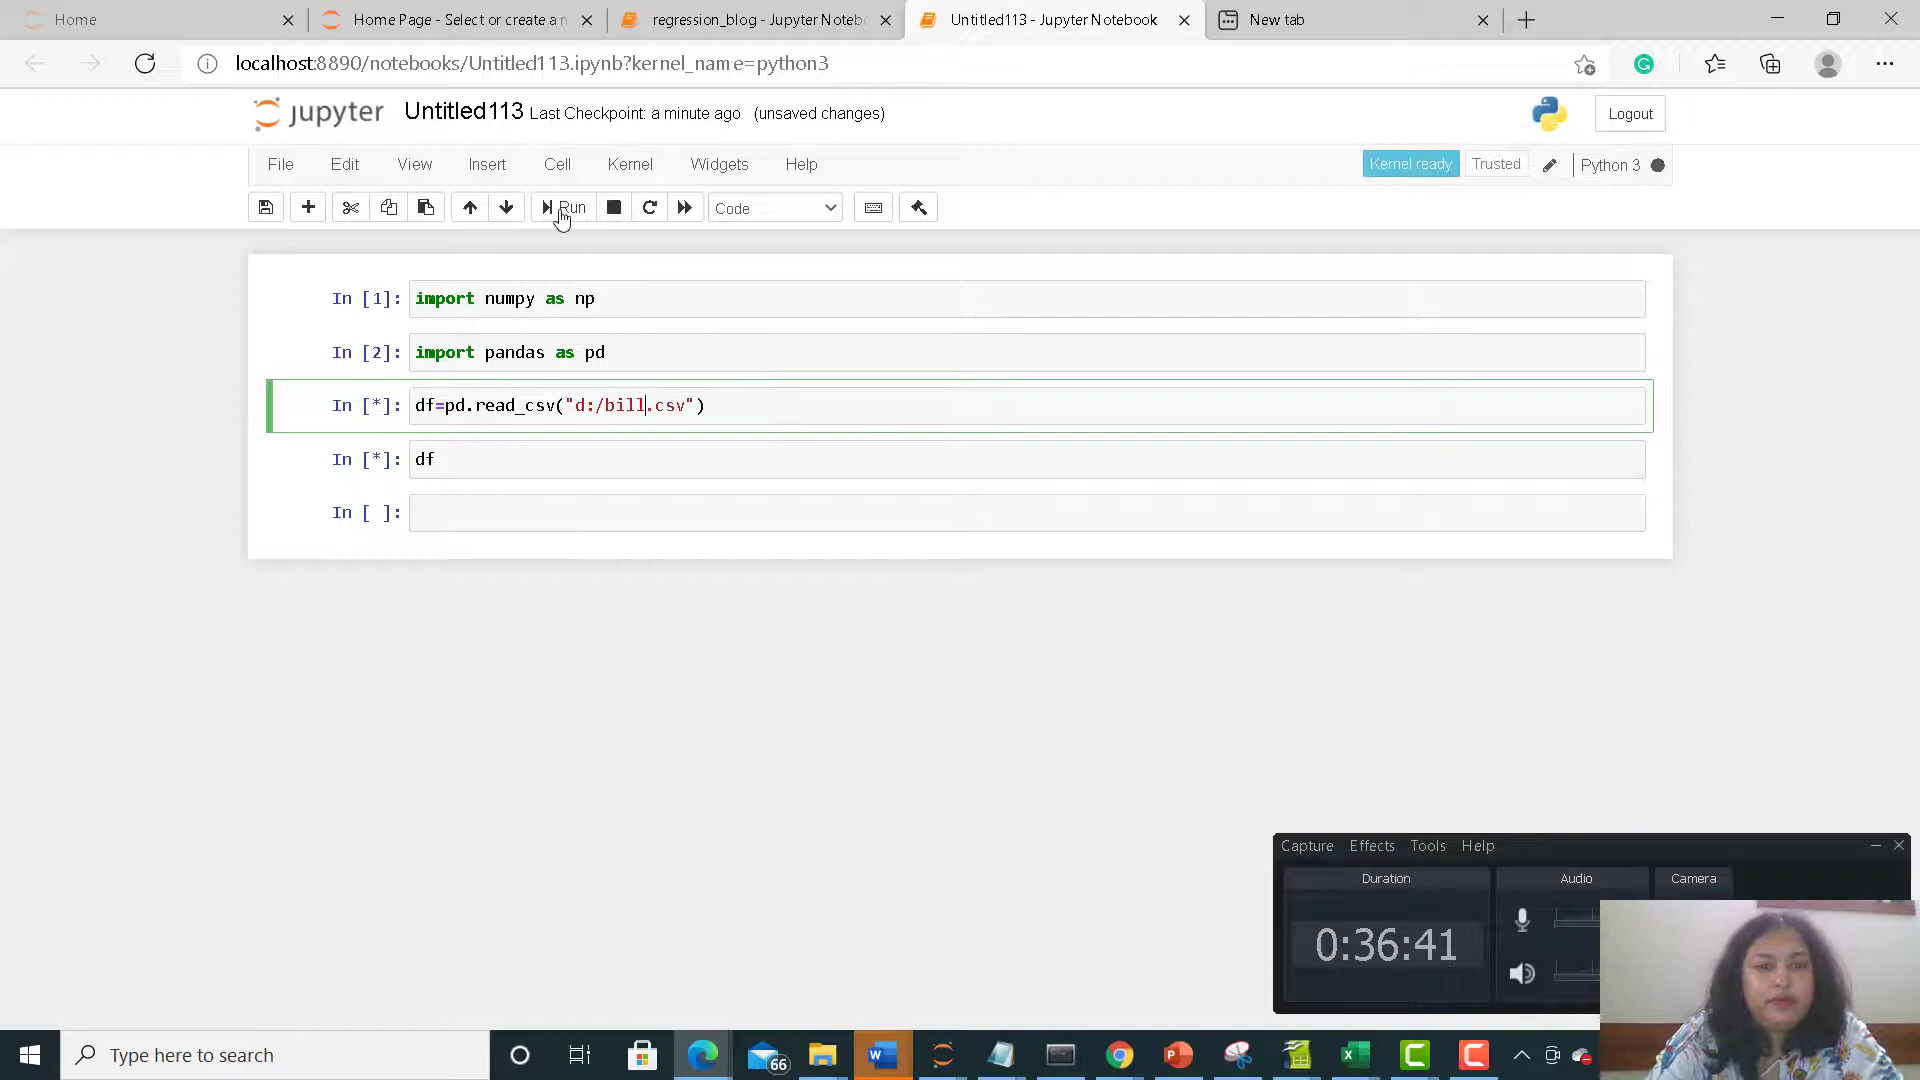 Home
Home Page - Select or create a n
regression_blog - Jupyter Notebo
Untitled113 - Jupyter Notebook
New tab
localhost:8890/notebooks/Untitled113.ipynb?kernel_name=python3
jupyter Untitled113 Last Checkpoint: a minute ago (unsaved changes)
Logout
File Edit View Insert Cell Kernel Widgets Help
Kernel ready Trusted Python 3
Run Code
In [1]: import numpy as np
In [2]: import pandas as pd
In [*]: df=pd.read_csv("d:/bill.csv")
In [*]: df
In [ ]:
Capture Effects Tools Help
Duration Audio Camera
0:36:41
Type here to search
66